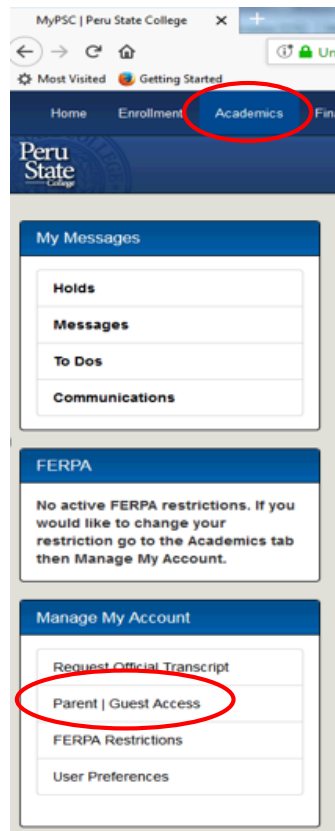 MyPSC | Peru State College
Most Visited Getting Started
Home Enrollment Academics Fin
Peru
State
College
My Messages
Holds
Messages
To Dos
Communications
FERPA
No active FERPA restrictions. If you
would like to change your
restriction go to the Academics tab
then Manage My Account.
Manage My Account
Request Official Transcript
Parent | Guest Access
FERPA Restrictions
User Preferences